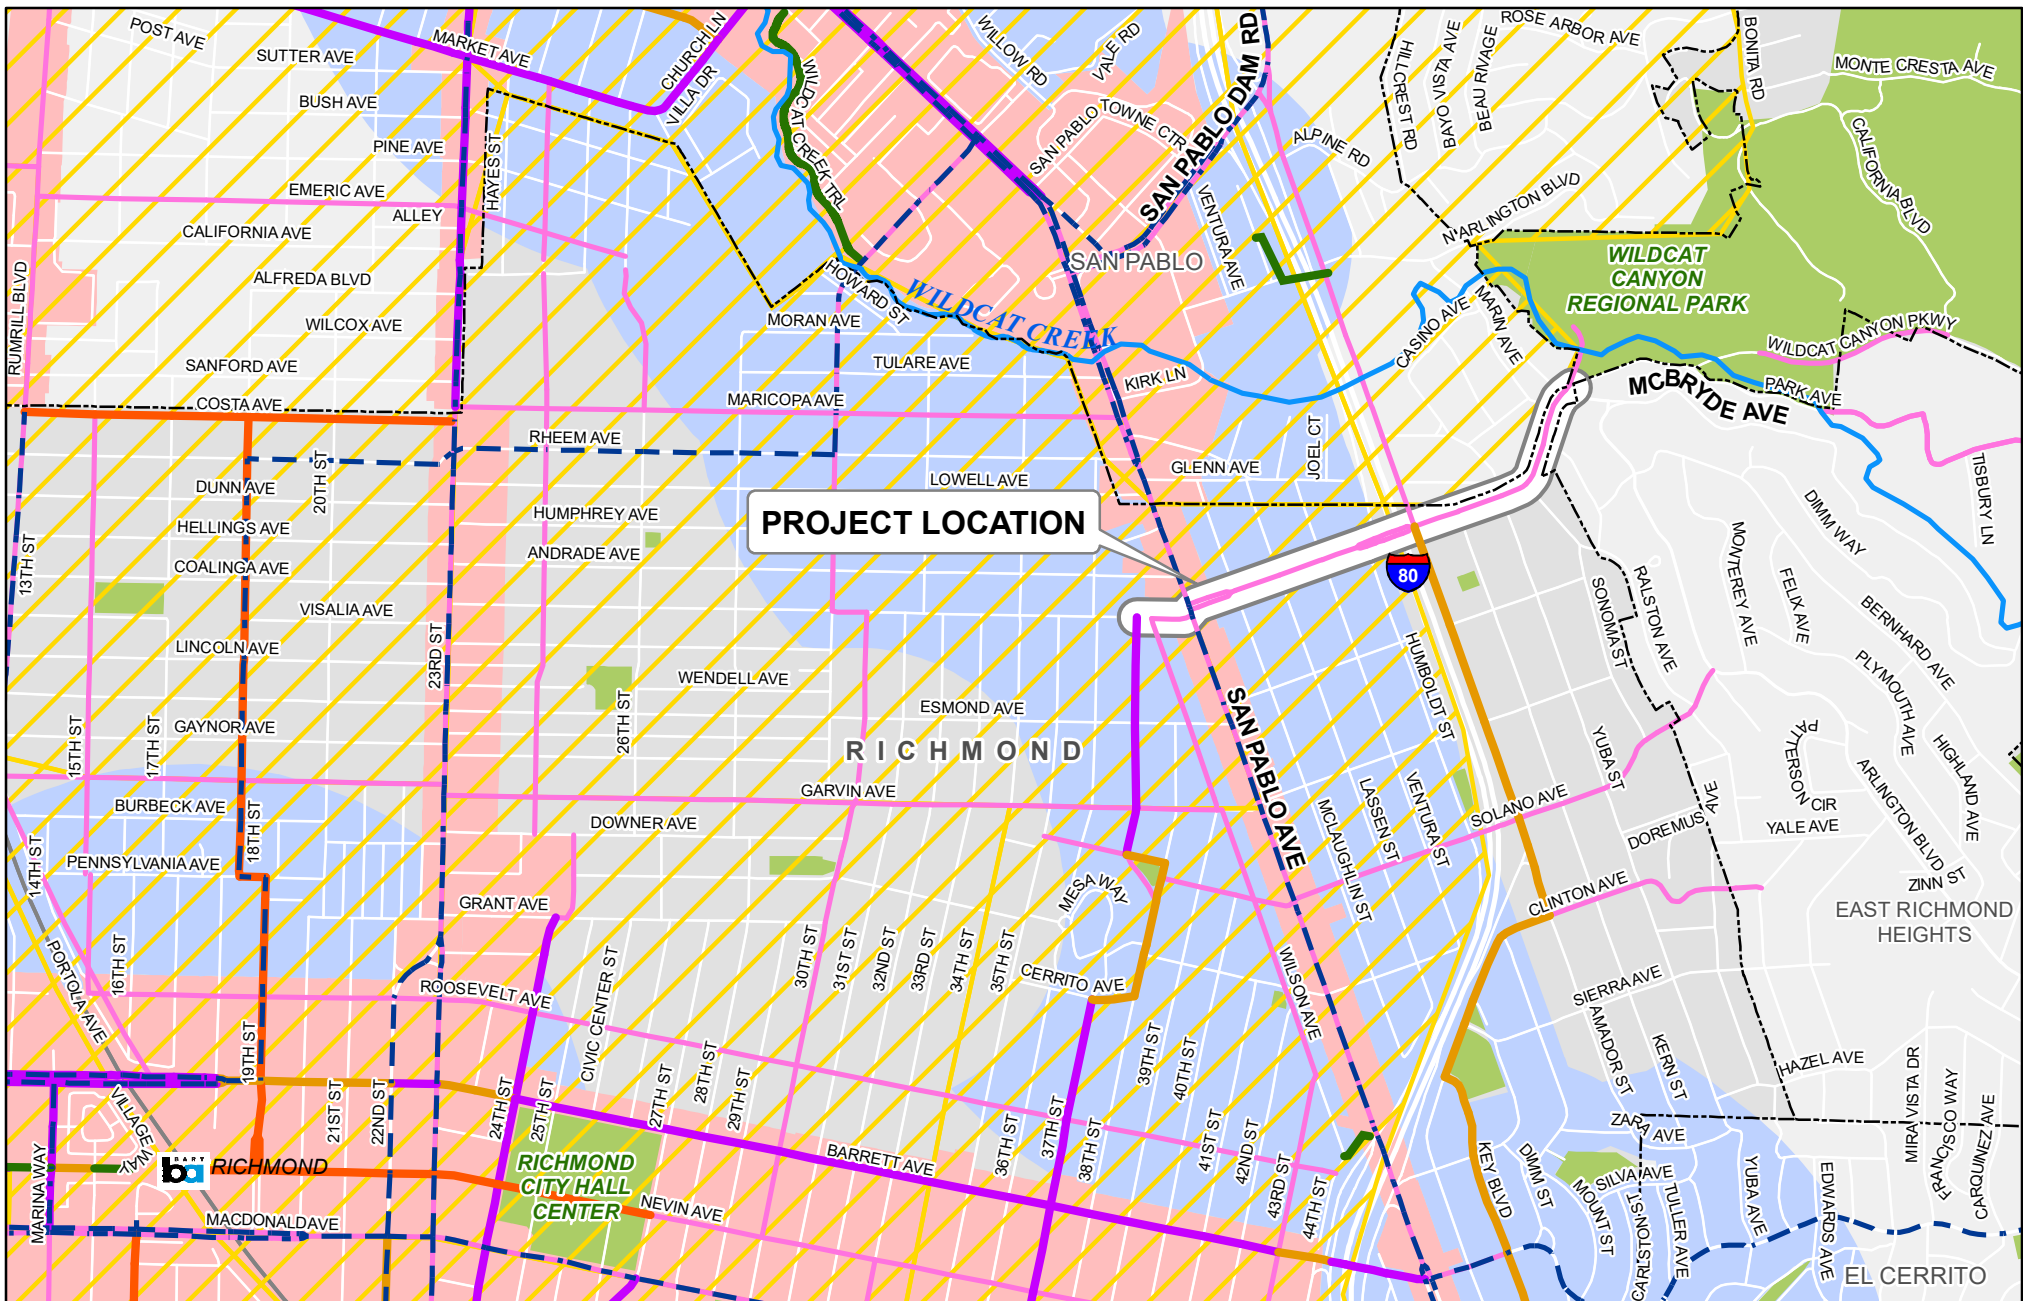 POST AVE
SUTTER AVE
MARKET AVE
CHURCH LN
WILLOW RD
VALE RD
SAN PABLO DAM RD
HILLCREST RD
BAYO VISTA AVE
BEAU RIVAGE
ROSE ARBOR AVE
BONITA RD
MONTE CRESTA AVE
BUSH AVE
VILLA DR
WILDCAT CREEK TRL
SAN PABLO TOWNE CTR
ALPINE RD
CALIFORNIA BLVD
PINE AVE
HAYES ST
EMERIC AVE
ALLEY
CALIFORNIA AVE
VENTURA AVE
N ARLINGTON BLVD
ALFREDA BLVD
RUMRILL BLVD
HOWARD ST
SAN PABLO
WILDCAT
CANYON
REGIONAL PARK
WILCOX AVE
MORAN AVE
WILDCAT CREEK
CASINO AVE
MARIN AVE
WILDCAT CANYON PKWY
SANFORD AVE
TULARE AVE
KIRK LN
MCBRYDE AVE
PARK AVE
COSTA AVE
MARICOPA AVE
RHEEM AVE
JOEL CT
GLENN AVE
20TH ST
DUNN AVE
LOWELL AVE
TISBURY LN
HUMPHREY AVE
PROJECT LOCATION
DIMM WAY
HELLINGS AVE
ANDRADE AVE
MONTEREY AVE
13TH ST
COALINGA AVE
80
SONOMA ST
RALSTON AVE
FELIX AVE
BERNHARD AVE
VISALIA AVE
LINCOLN AVE
23RD ST
WENDELL AVE
HUMBOLDT ST
PLYMOUTH AVE
26TH ST
ESMOND AVE
SAN PABLO AVE
GAYNOR AVE
15TH ST
17TH ST
RICHMOND
YUBA ST
PATTERSON CIR
HIGHLAND AVE
BURBECK AVE
GARVIN AVE
MCLAUGHLIN ST
LASSEN ST
VENTURA ST
SOLANO AVE
DOREMUS AVE
YALE AVE
ARLINGTON BLVD
18TH ST
DOWNER AVE
14TH ST
PENNSYLVANIA AVE
MESA WAY
CLINTON AVE
ZINN ST
GRANT AVE
EAST RICHMOND
HEIGHTS
PORTOLA AVE
16TH ST
CIVIC CENTER ST
30TH ST
31ST ST
32ND ST
33RD ST
34TH ST
35TH ST
CERRITO AVE
WILSON AVE
SIERRA AVE
ROOSEVELT AVE
19TH ST
21ST ST
22ND ST
24TH ST
25TH ST
27TH ST
28TH ST
29TH ST
36TH ST
37TH ST
38TH ST
39TH ST
40TH ST
41ST ST
42ND ST
43RD ST
44TH ST
AMADOR ST
KERN ST
HAZEL AVE
MIRA VISTA DR
FRANCISCO WAY
CARQUINEZ AVE
VILLAGE WAY
BART
ba
RICHMOND
BARRETT AVE
RICHMOND
CITY HALL
CENTER
NEVIN AVE
ZARA AVE
KEY BLVD
DIMM ST
SILVA AVE
MOUNT ST
CARLSTON ST
TULLER AVE
YUBA AVE
EDWARDS AVE
MARINA WAY
MACDONALD AVE
EL CERRITO